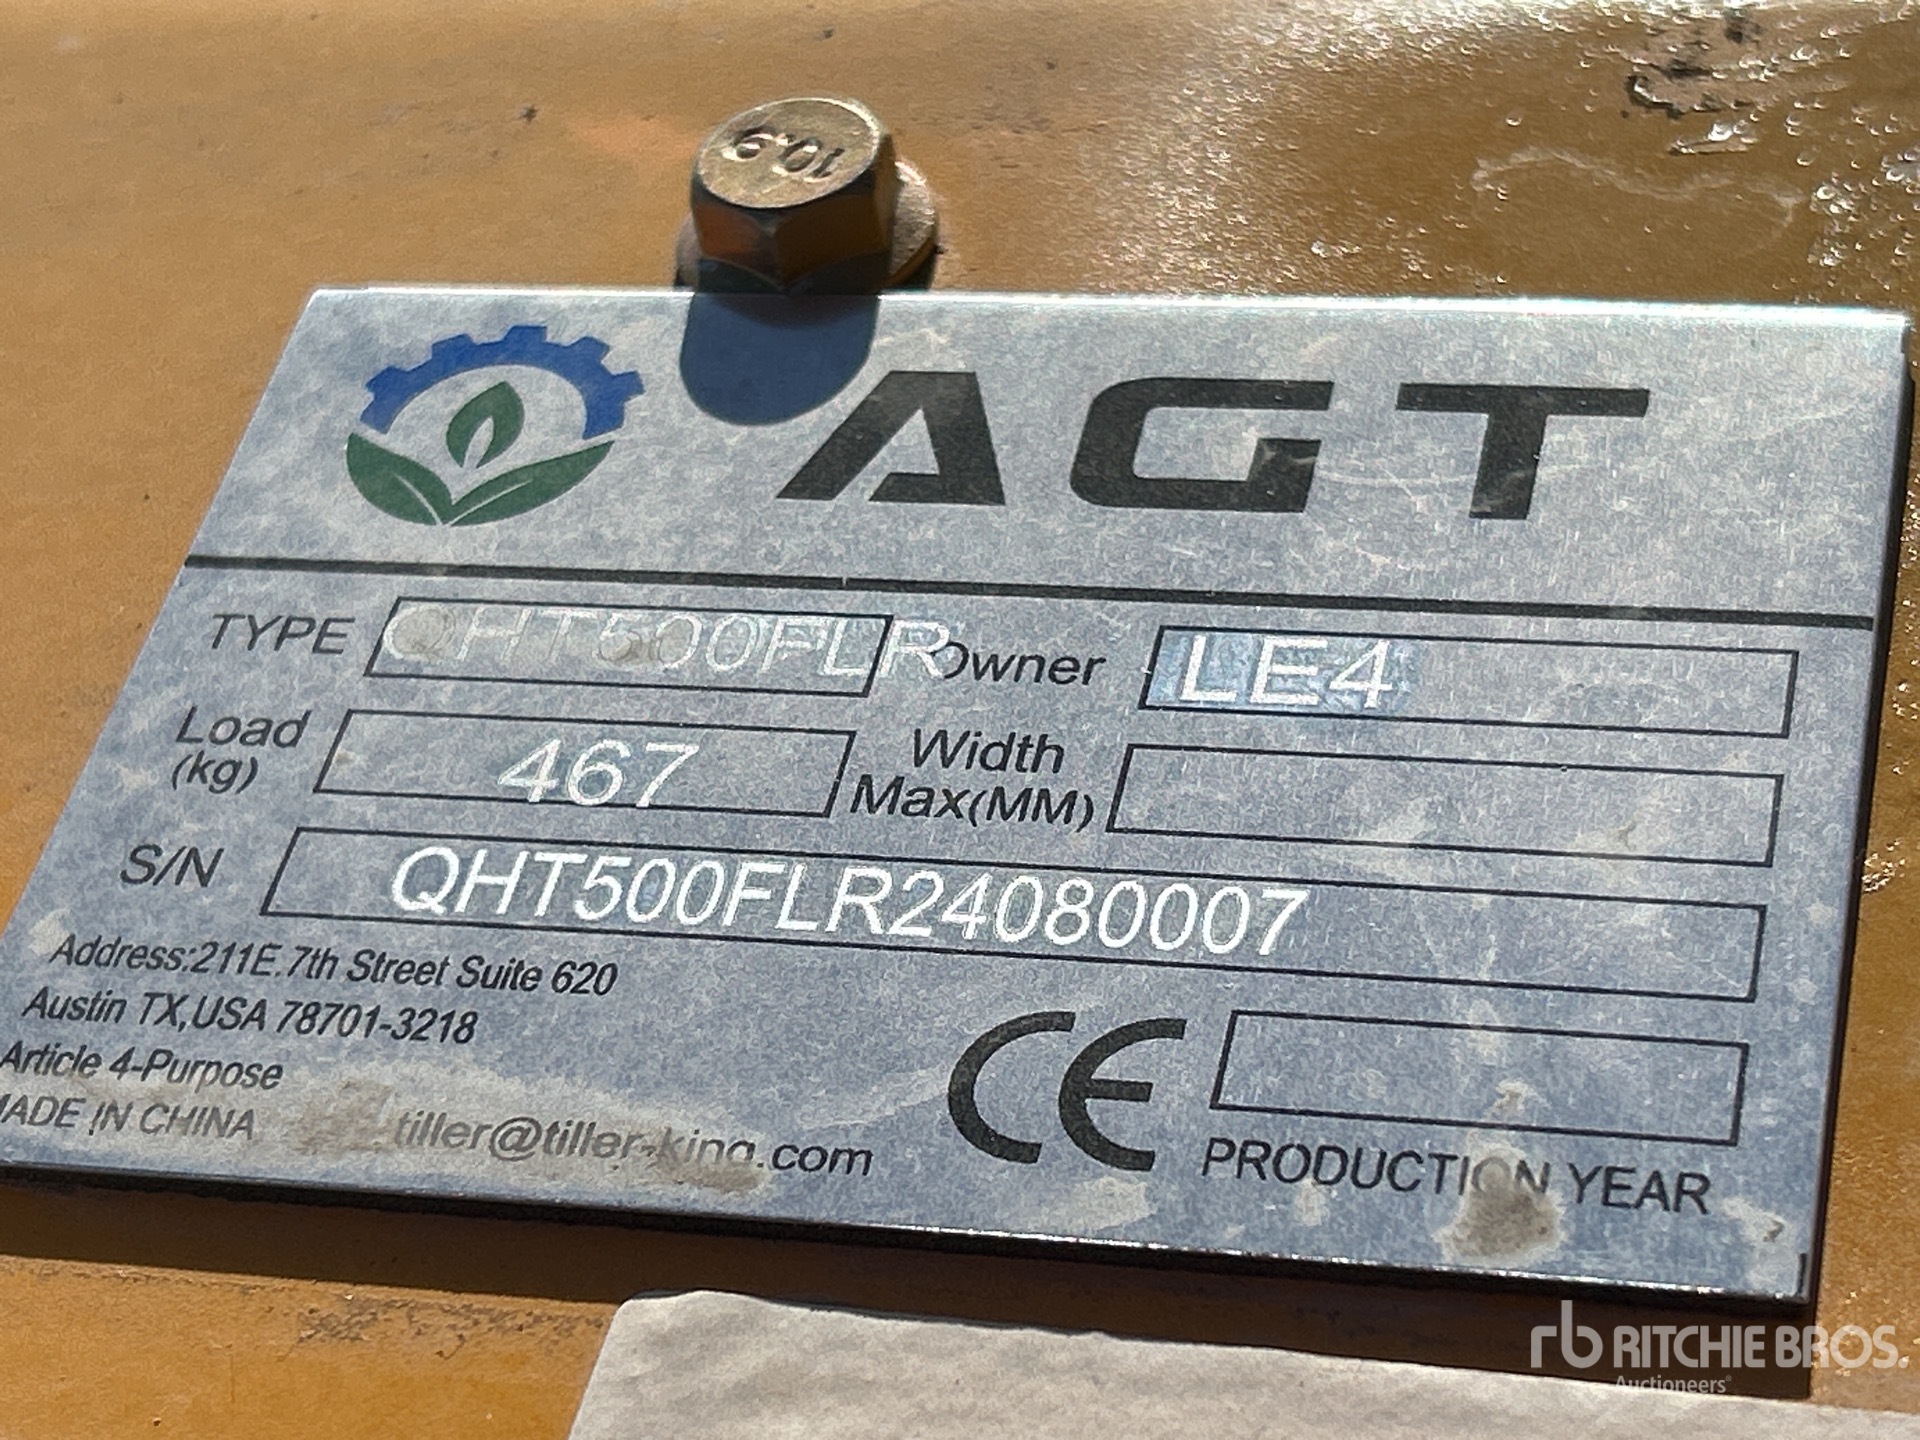 10.9
AGT
TYPE QHT500FLR Owner LE4
Load (kg) 467 Width Max(MM)
S/N QHT500FLR24080007
Address:211E.7th Street Suite 620
Austin TX,USA 78701-3218
Article 4-Purpose
MADE IN CHINA tiller@tiller-king.com
CE PRODUCTION YEAR
rb RITCHIE BROS.
Auctioneers®